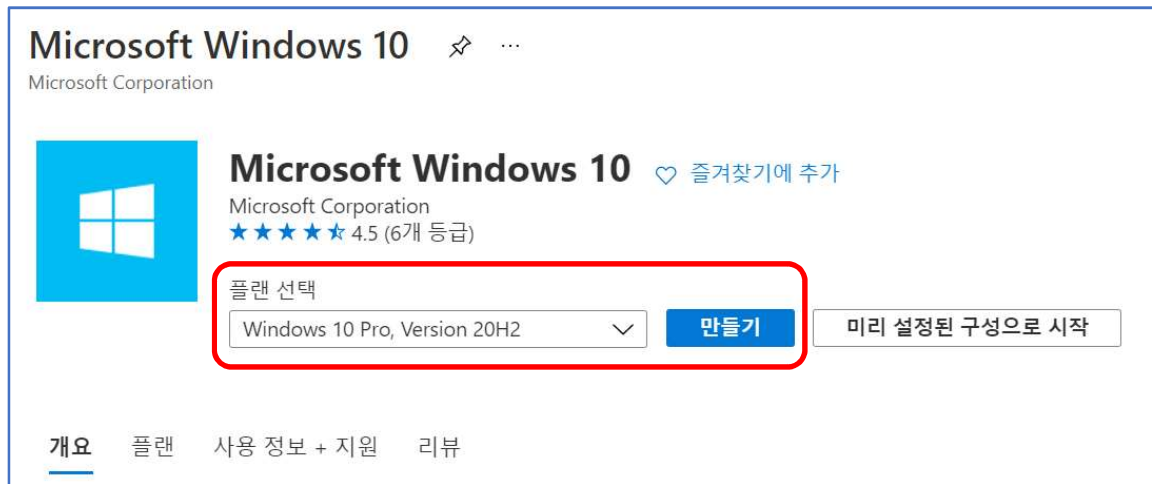 Microsoft Windows 10 ...
Microsoft Corporation
Microsoft Windows 10 즐겨찾기에 추가
Microsoft Corporation
4.5 (6개 등급)
플랜 선택
Windows 10 Pro, Version 20H2 만들기 미리 설정된 구성으로 시작
개요 플랜 사용 정보 + 지원 리뷰